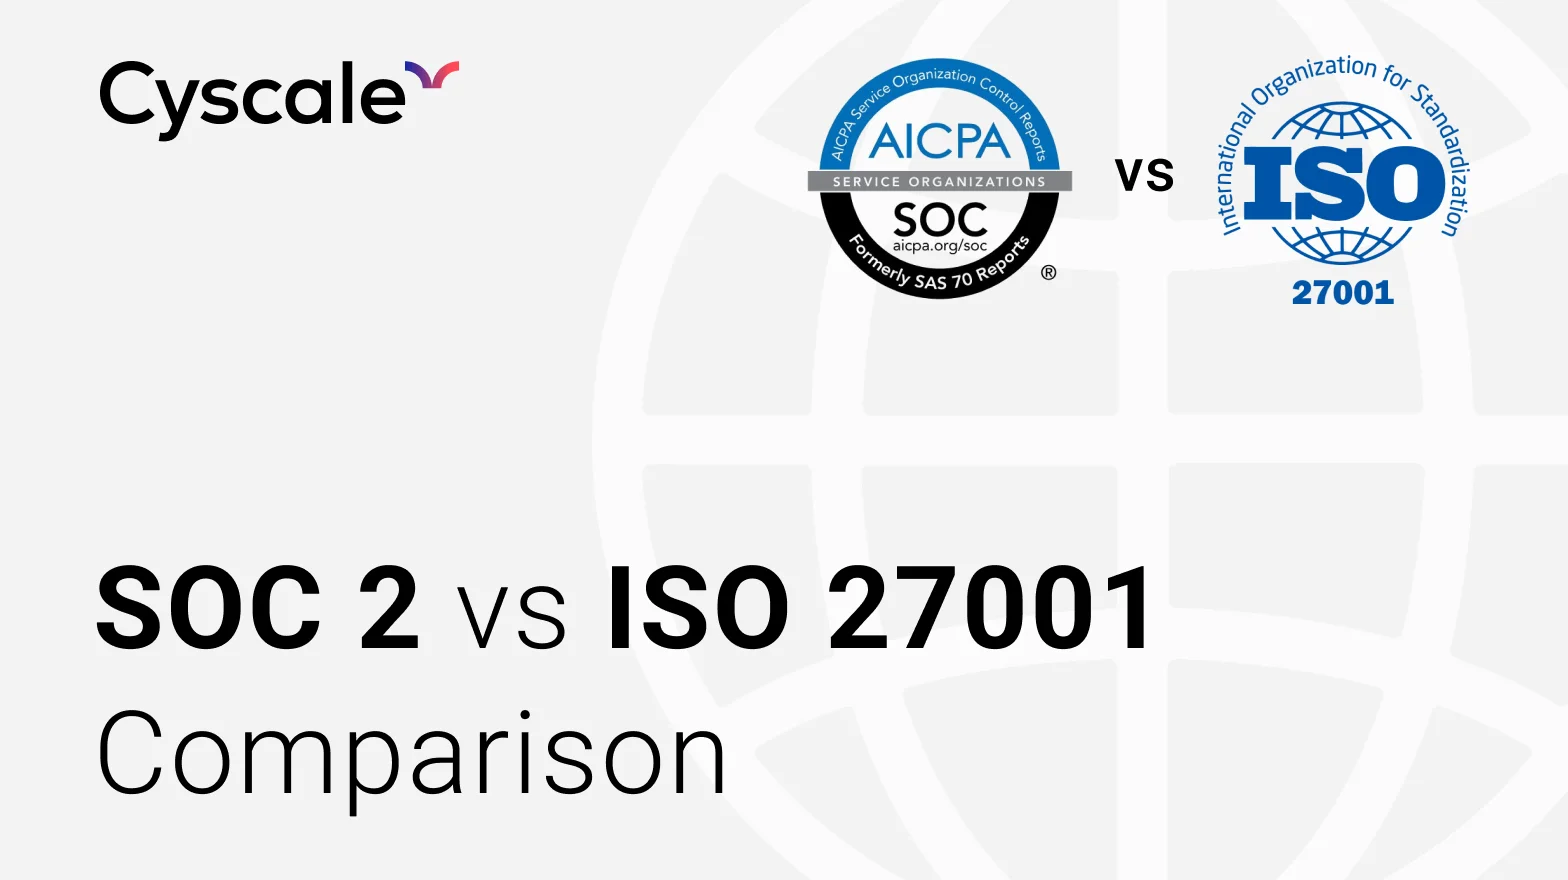 Cyscale
AICPA Service Organization Control Reports
AICPA
SERVICE ORGANIZATIONS
SOC
aicpa.org/soc
Formerly SAS 70 Reports
®
vs
International Organization for Standardization
ISO
27001
SOC 2 vs ISO 27001
Comparison